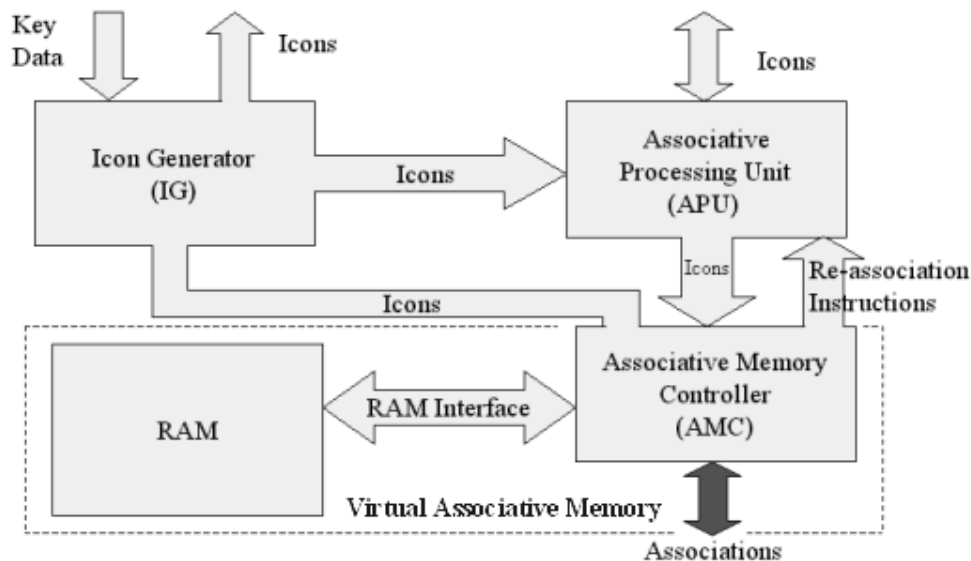 Key
Data
Icons
Icons
Icon Generator
(IG)
Icons
Associative
Processing Unit
(APU)
Icons
Re-association
Instructions
Icons
RAM
RAM Interface
Associative Memory
Controller
(AMC)
Virtual Associative Memory
Associations